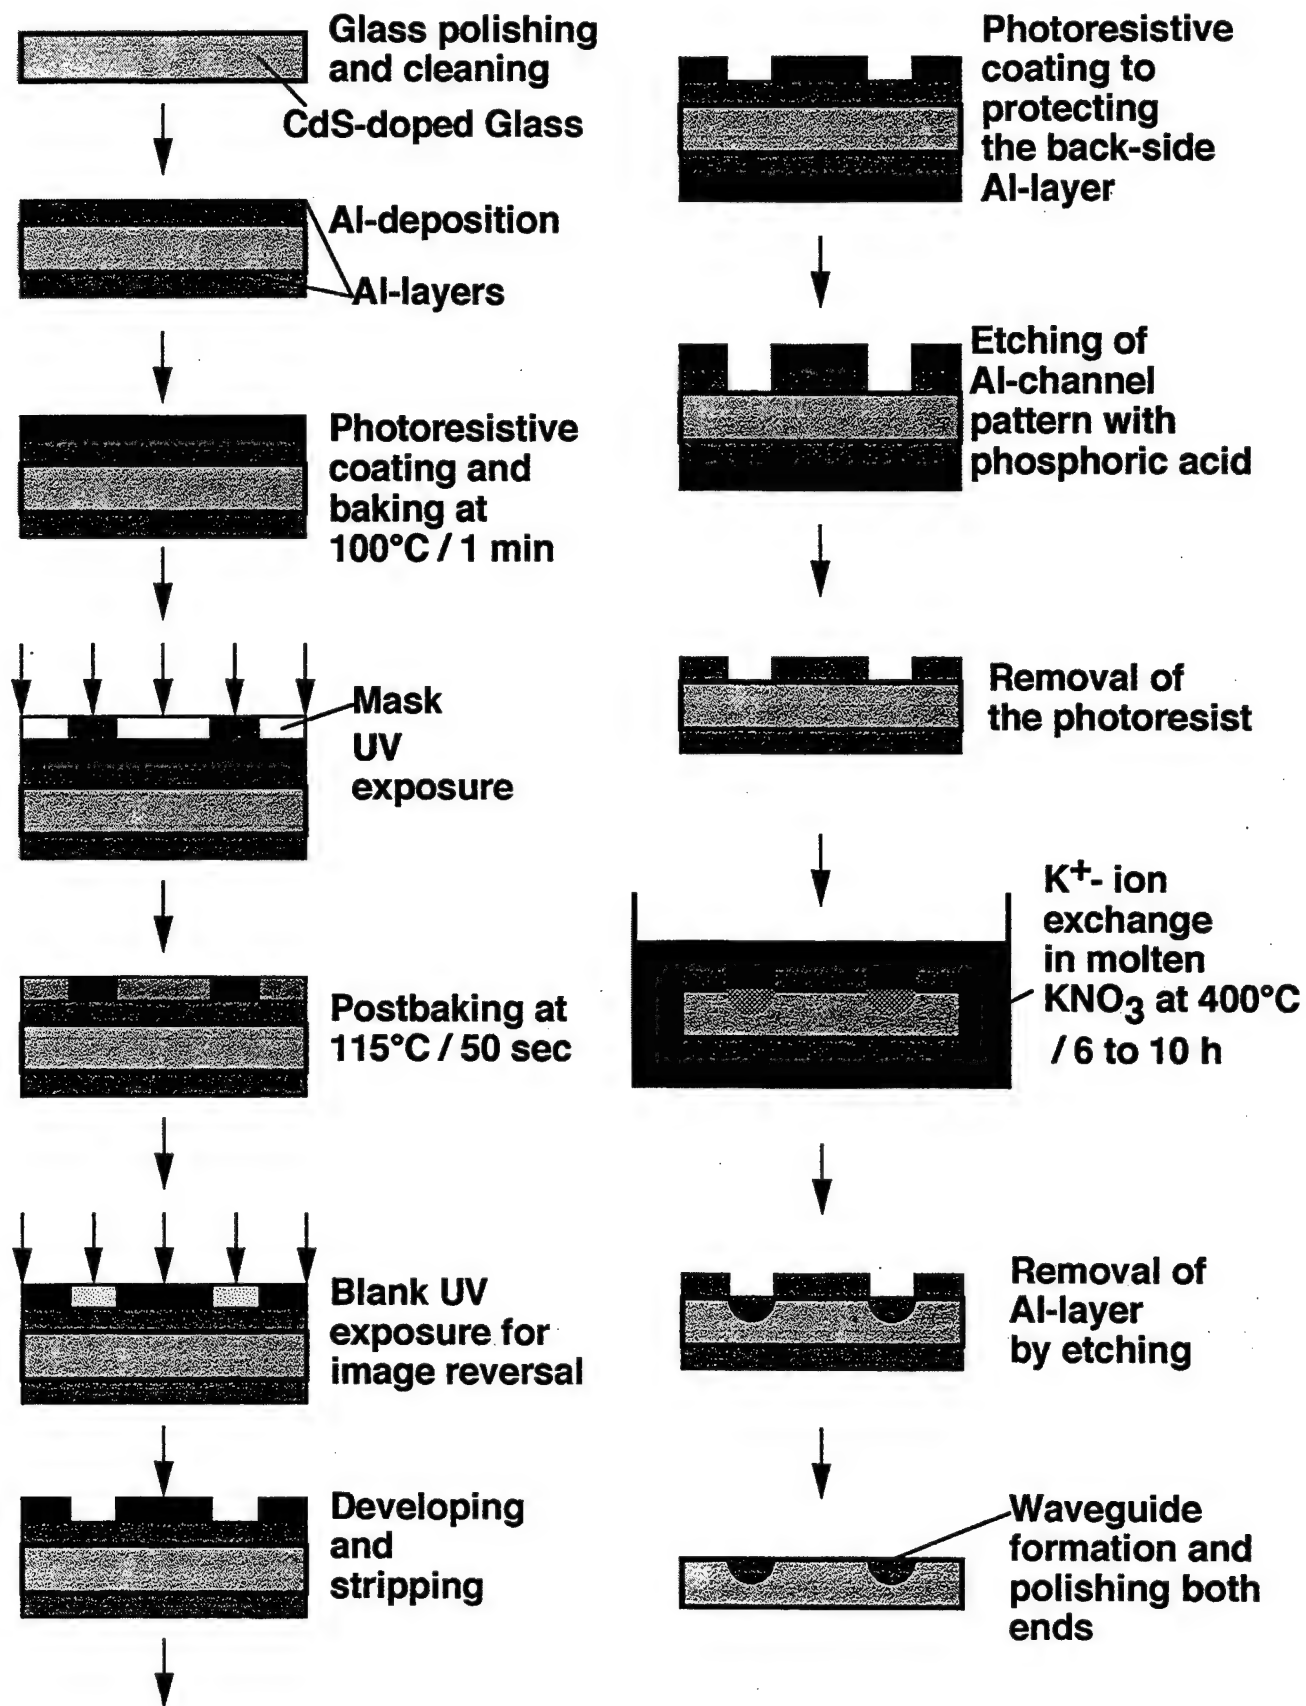 Glass polishing
and cleaning
CdS-doped Glass
Al-deposition
Al-layers
Photoresistive
coating and
baking at
100°C / 1 min
Mask
UV
exposure
Postbaking at
115°C / 50 sec
Blank UV
exposure for
image reversal
Developing
and
stripping
Photoresistive
coating to
protecting
the back-side
Al-layer
Etching of
Al-channel
pattern with
phosphoric acid
Removal of
the photoresist
K⁺- ion
exchange
in molten
KNO₃ at 400°C
/ 6 to 10 h
Removal of
Al-layer
by etching
Waveguide
formation and
polishing both
ends